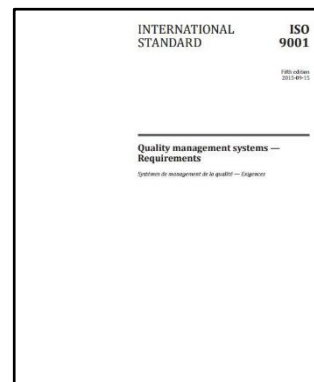 INTERNATIONAL ISO
STANDARD 9001
Fifth edition
2015-09-15
Quality management systems —
Requirements
Systèmes de management de la qualité — Exigences